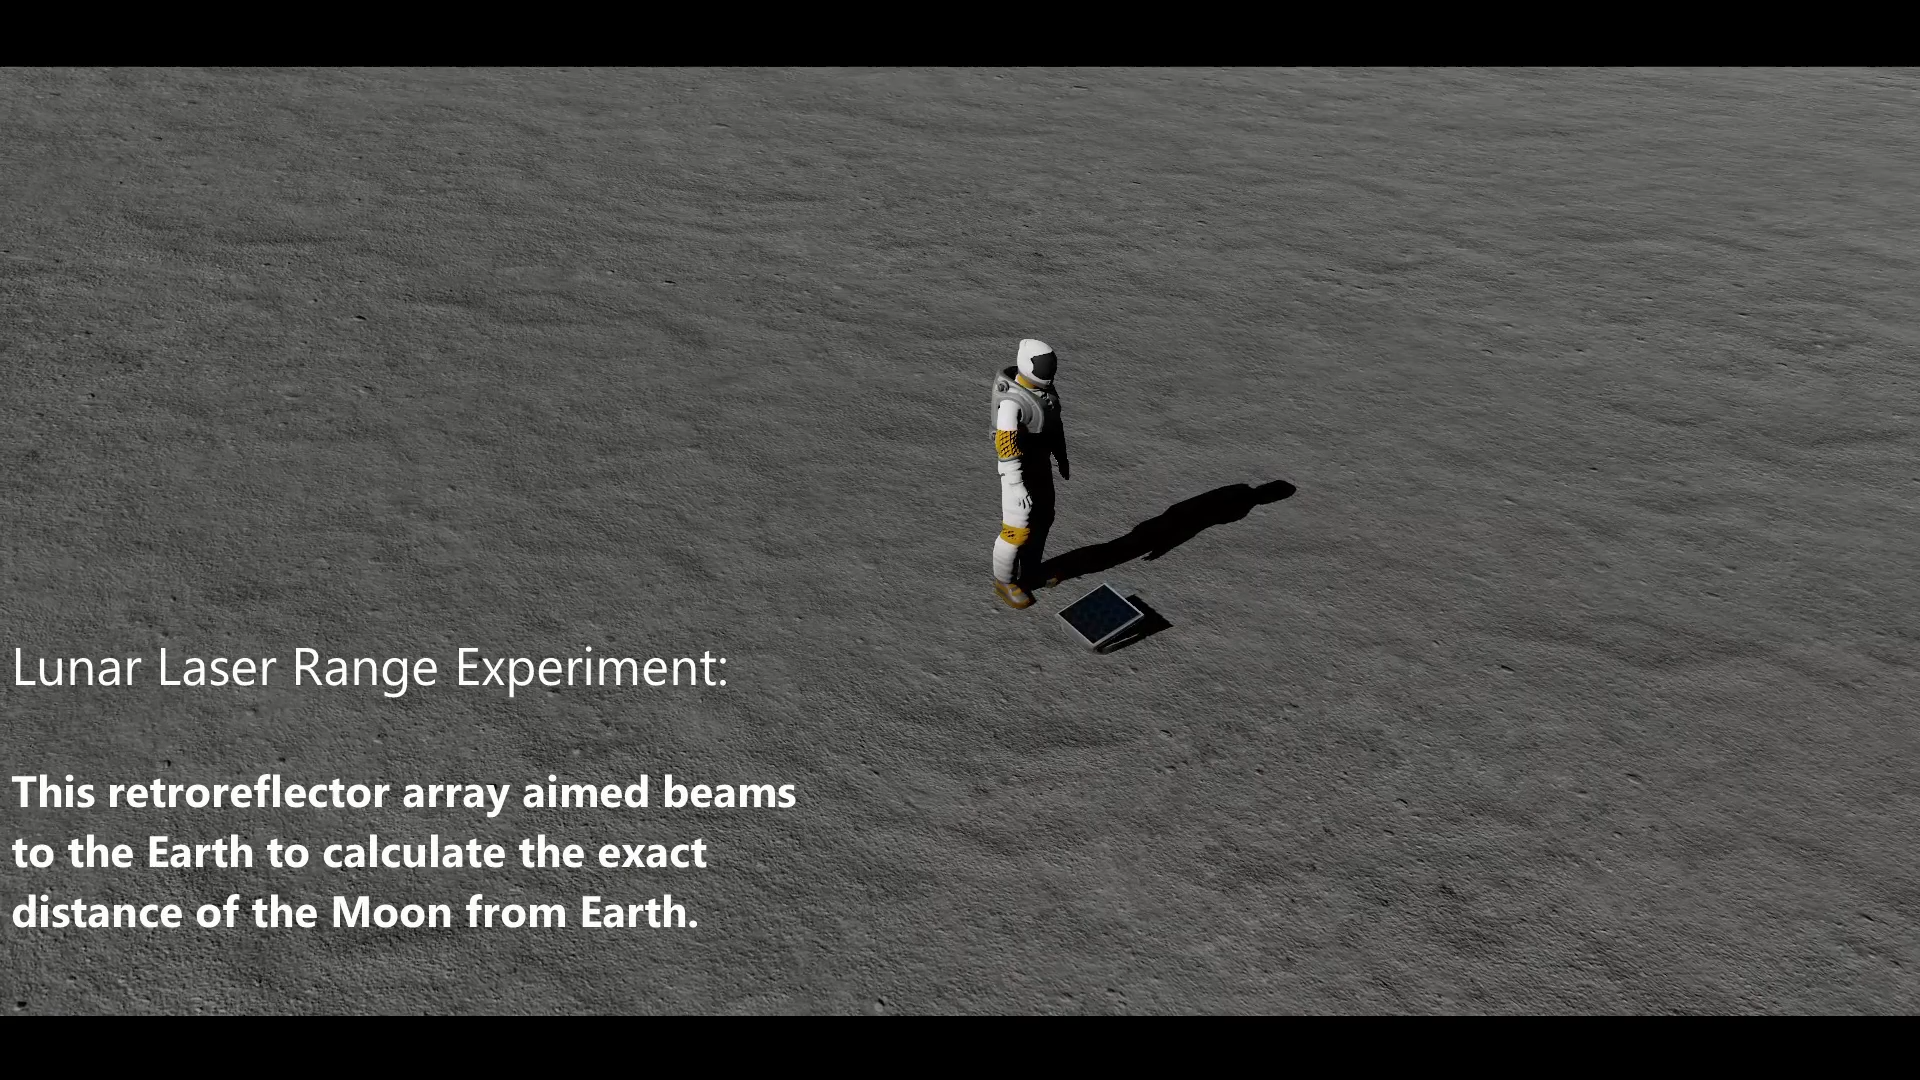 Lunar Laser Range Experiment:
This retroreflector array aimed beams
to the Earth to calculate the exact
distance of the Moon from Earth.